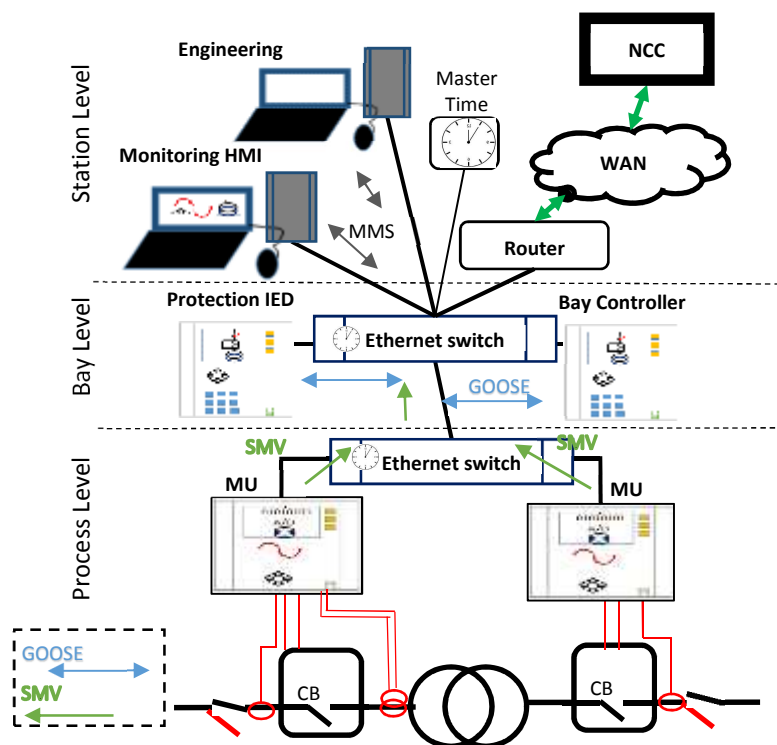 Station Level
Engineering
Monitoring HMI
MMS
Master
Time
NCC
WAN
Router
Bay Level
Protection IED
Ethernet switch
Bay Controller
GOOSE
Process Level
SMV
Ethernet switch
SMV
MU
MU
CB
CB
GOOSE
SMV